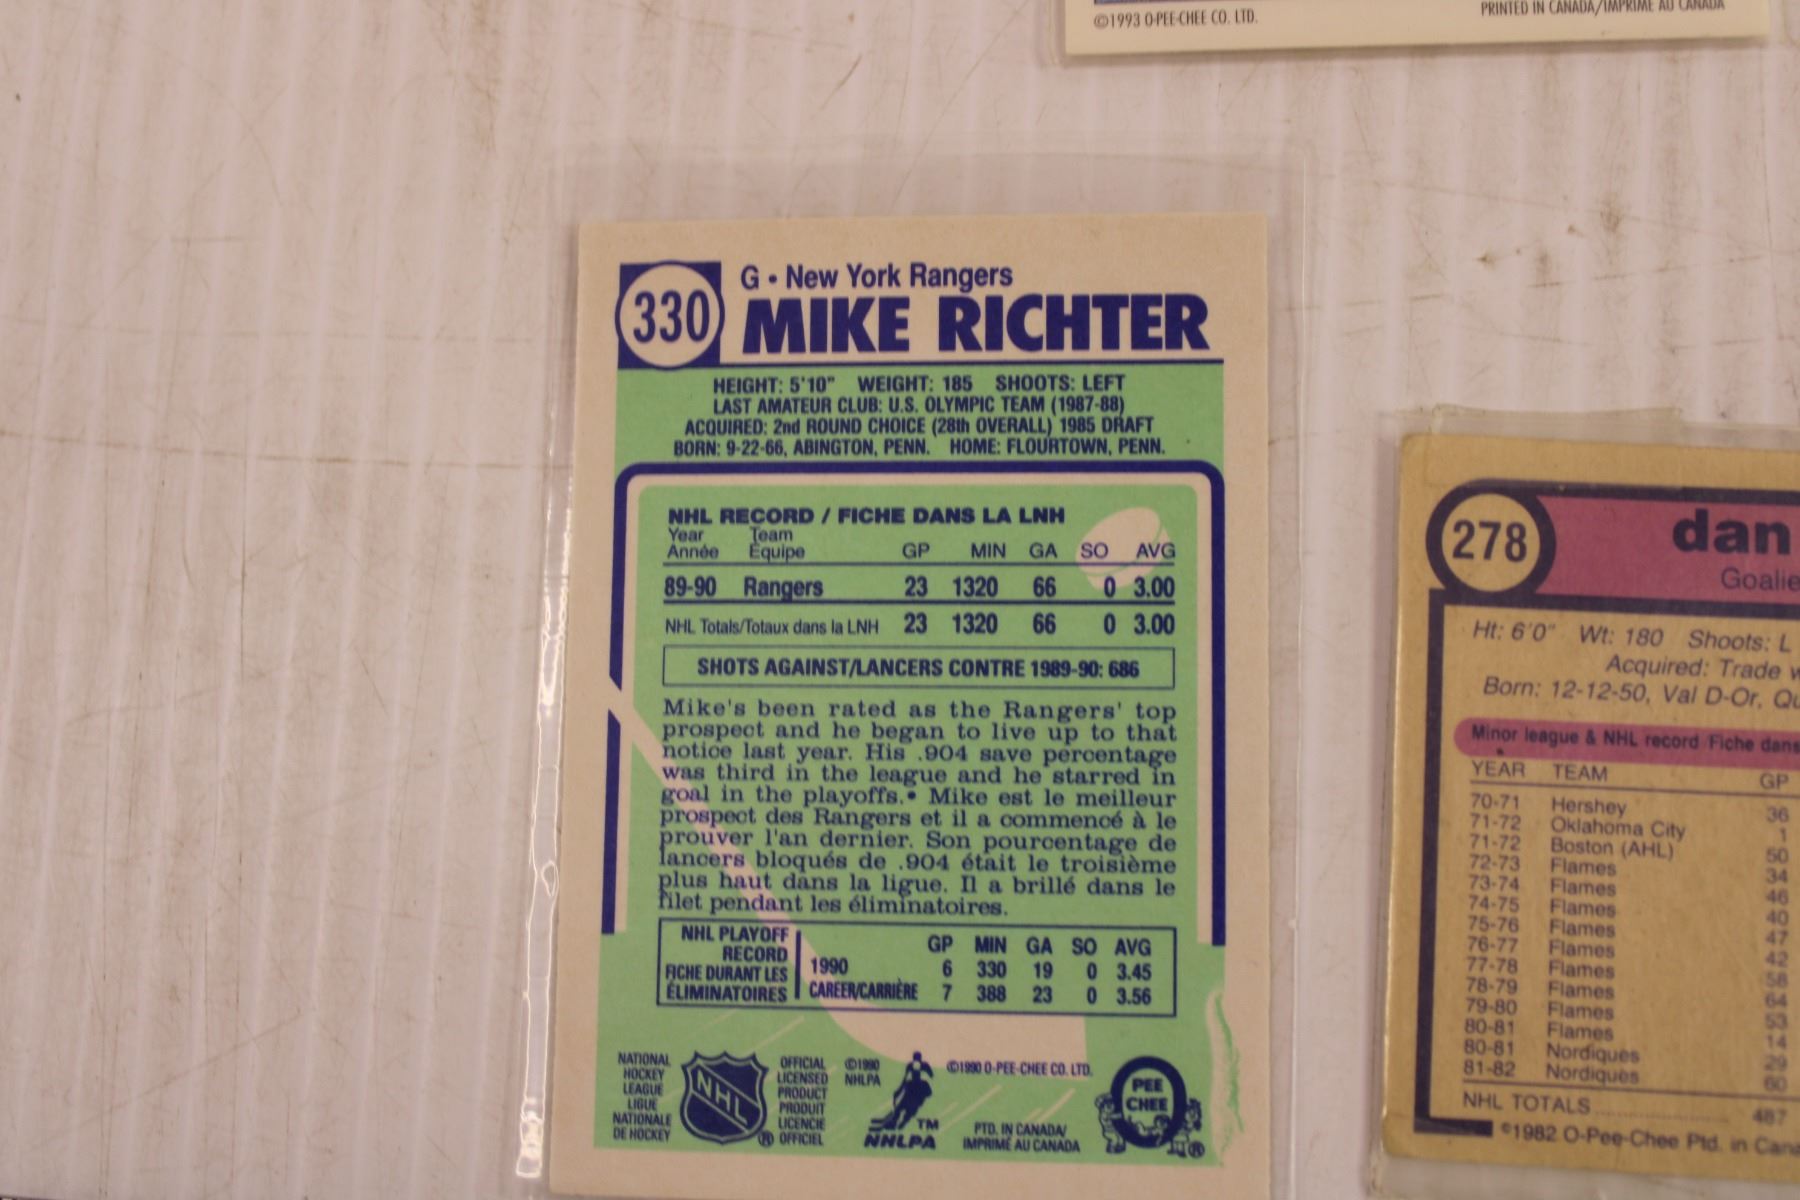 ©1993 O-PEE-CHEE CO. LTD.
PRINTED IN CANADA/IMPRIMÉ AU CANADA
330
G • New York Rangers
MIKE RICHTER
HEIGHT: 5'10" WEIGHT: 185 SHOOTS: LEFT
LAST AMATEUR CLUB: U.S. OLYMPIC TEAM (1987-88)
ACQUIRED: 2nd ROUND CHOICE (28th OVERALL) 1985 DRAFT
BORN: 9-22-66, ABINGTON, PENN. HOME: FLOURTOWN, PENN.
NHL RECORD / FICHE DANS LA LNH
Year Team
Année Équipe GP MIN GA SO AVG
89-90 Rangers 23 1320 66 0 3.00
NHL Totals/Totaux dans la LNH 23 1320 66 0 3.00
SHOTS AGAINST/LANCERS CONTRE 1989-90: 686
Mike's been rated as the Rangers' top
prospect and he began to live up to that
notice last year. His .904 save percentage
was third in the league and he starred in
goal in the playoffs.• Mike est le meilleur
prospect des Rangers et il a commencé à le
prouver l'an dernier. Son pourcentage de
lancers bloqués de .904 était le troisième
plus haut dans la ligue. Il a brillé dans le
filet pendant les éliminatoires.
NHL PLAYOFF
RECORD
FICHE DURANT LES
ÉLIMINATOIRES
GP MIN GA SO AVG
1990 6 330 19 0 3.45
CAREER/CARRIÈRE 7 388 23 0 3.56
NATIONAL
HOCKEY
LEAGUE
LIGUE
NATIONALE
DE HOCKEY
NHL
®
OFFICIAL
LICENSED
PRODUCT
PRODUIT
LICENCIÉ
OFFICIEL
©1990
NHLPA
TM
NHLPA
©1990 O-PEE-CHEE CO. LTD.
PTD. IN CANADA/
IMPRIMÉ AU CANADA
PEE
CHEE
®
278
dan
Goalie
Ht: 6'0" Wt: 180 Shoots: L
Acquired: Trade
Born: 12-12-50, Val D-Or,
Minor league & NHL record/Fiche dans
YEAR TEAM GP
70-71 Hershey 36
71-72 Oklahoma City 1
71-72 Boston (AHL) 50
72-73 Flames 34
73-74 Flames 46
74-75 Flames 40
75-76 Flames 47
76-77 Flames 42
77-78 Flames 58
78-79 Flames 64
79-80 Flames 53
80-81 Flames 14
80-81 Nordiques 29
81-82 Nordiques 60
NHL TOTALS 487
©1982 O-Pee-Chee Ptd. in